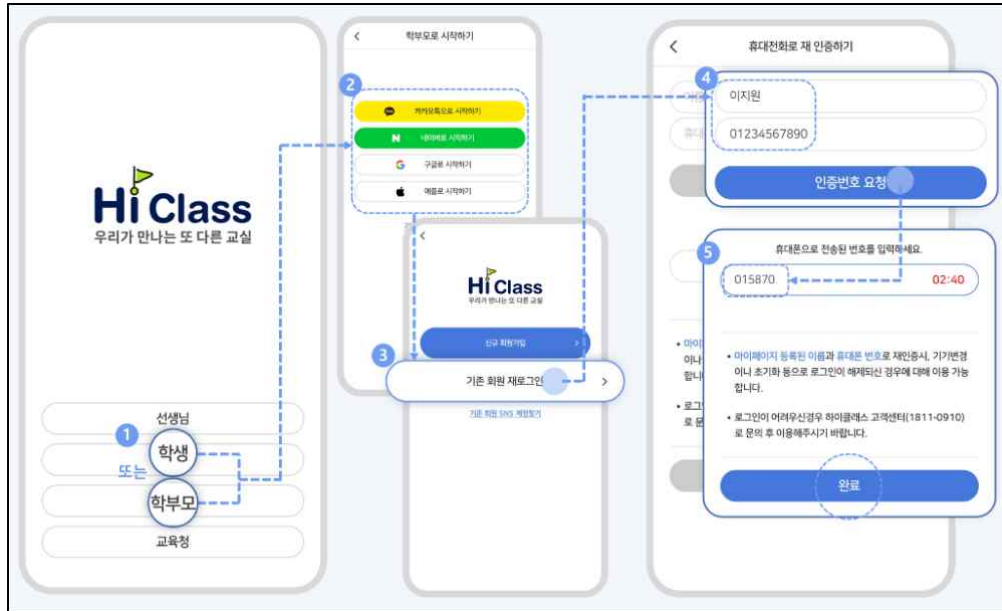 Hi Class
우리가 만나는 또 다른 교실
선생님
1
학생
또는
학부모
교육청
학부모로 시작하기
2
카카오톡으로 시작하기
네이버로 시작하기
구글로 시작하기
애플로 시작하기
Hi Class
우리가 만나는 또 다른 교실
신규 회원가입
3
기존 회원 재로그인
기존 회원 SNS 계정찾기
휴대전화로 재 인증하기
4
이지원
01234567890
인증번호 요청
5
휴대폰으로 전송된 번호를 입력하세요.
015870
02:40
• 마이페이지 등록된 이름과 휴대폰 번호로 재인증시, 기기변경
이나 초기화 등으로 로그인이 해제되신 경우에 대해 이용 가능
합니다.
• 로그인이 어려우신경우 하이클래스 고객센터(1811-0910)
로 문의 후 이용해주시기 바랍니다.
완료